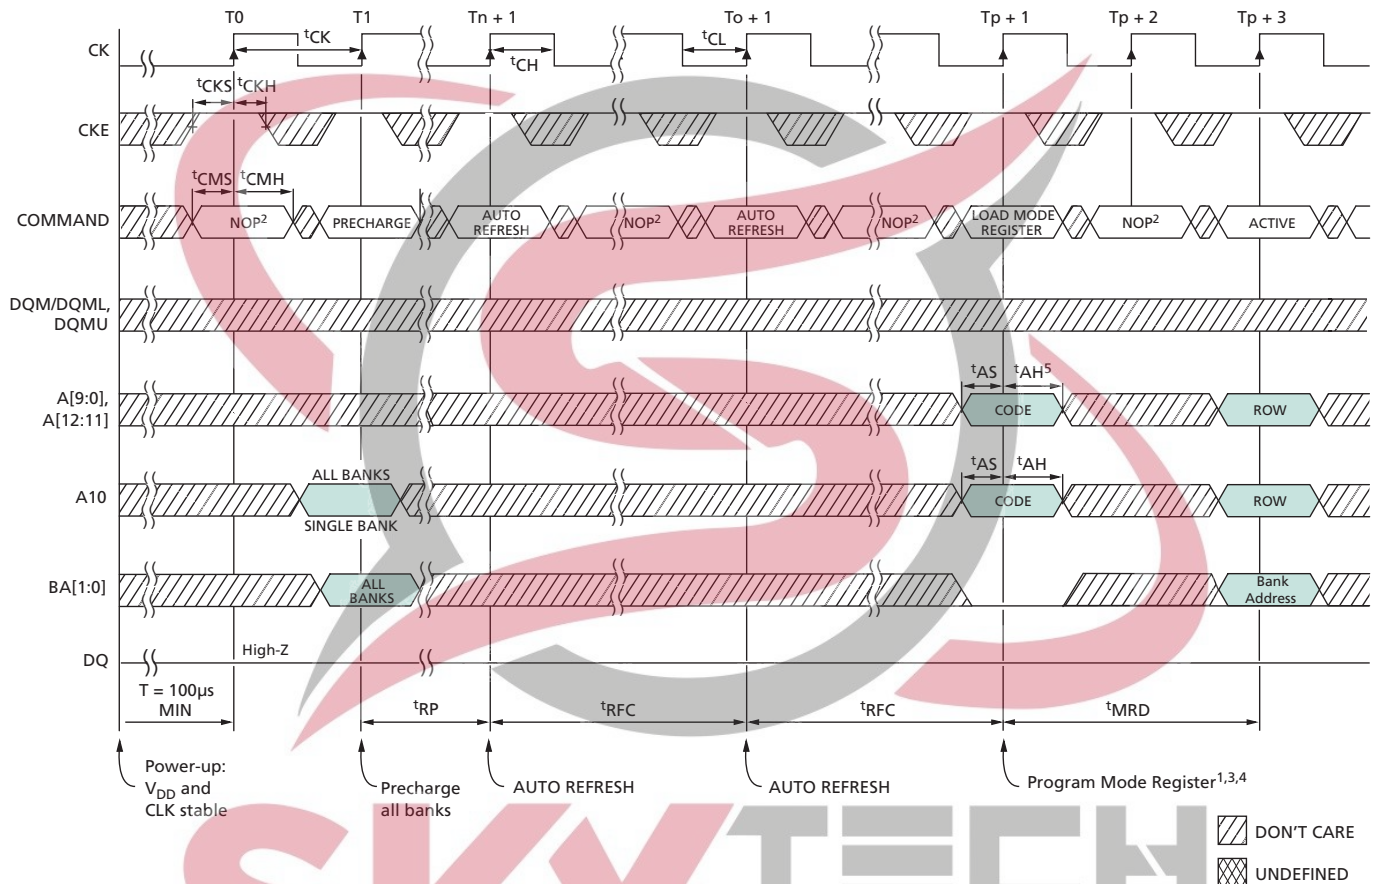 T0 T1 Tn + 1 To + 1 Tp + 1 Tp + 2 Tp + 3
CK
tCK
tCH
tCL
tCKS tCKH
CKE
tCMS tCMH
COMMAND
NOP2
PRECHARGE
AUTO
REFRESH
NOP2
AUTO
REFRESH
NOP2
LOAD MODE
REGISTER
NOP2
ACTIVE
DQM/DQML,
DQMU
A[9:0],
A[12:11]
tAS tAH5
CODE
ROW
A10
ALL BANKS
SINGLE BANK
tAS tAH
CODE
ROW
BA[1:0]
ALL
BANKS
Bank
Address
DQ
High-Z
T = 100µs
MIN
tRP
tRFC
tRFC
tMRD
Power-up:
VDD and
CLK stable
Precharge
all banks
AUTO REFRESH
AUTO REFRESH
Program Mode Register1,3,4
DON'T CARE
UNDEFINED
SKYTECH